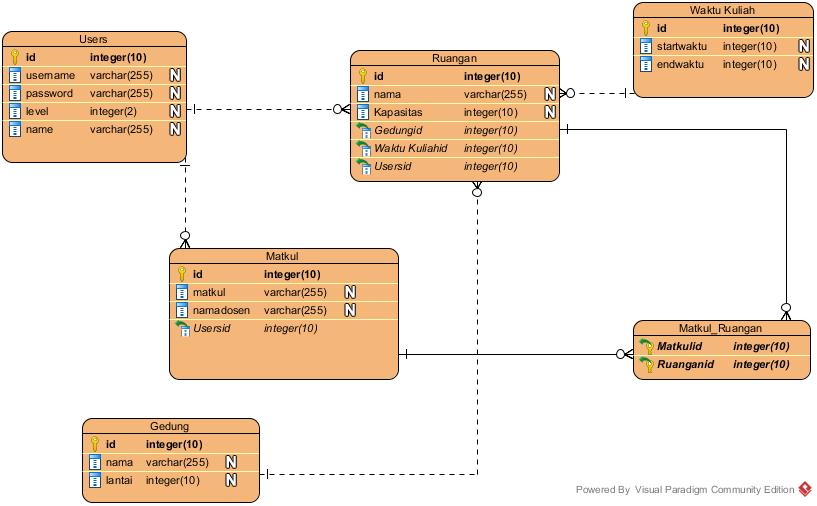 Users
id integer(10)
username varchar(255) N
password varchar(255) N
level integer(2) N
name varchar(255) N
Ruangan
id integer(10)
nama varchar(255) N
Kapasitas integer(10) N
Gedungid integer(10)
Waktu Kuliahid integer(10)
Usersid integer(10)
Waktu Kuliah
id integer(10)
startwaktu integer(10) N
endwaktu integer(10) N
Matkul
id integer(10)
matkul varchar(255) N
namadosen varchar(255) N
Usersid integer(10)
Matkul_Ruangan
Matkulid integer(10)
Ruanganid integer(10)
Gedung
id integer(10)
nama varchar(255) N
lantai integer(10) N
Powered By Visual Paradigm Community Edition